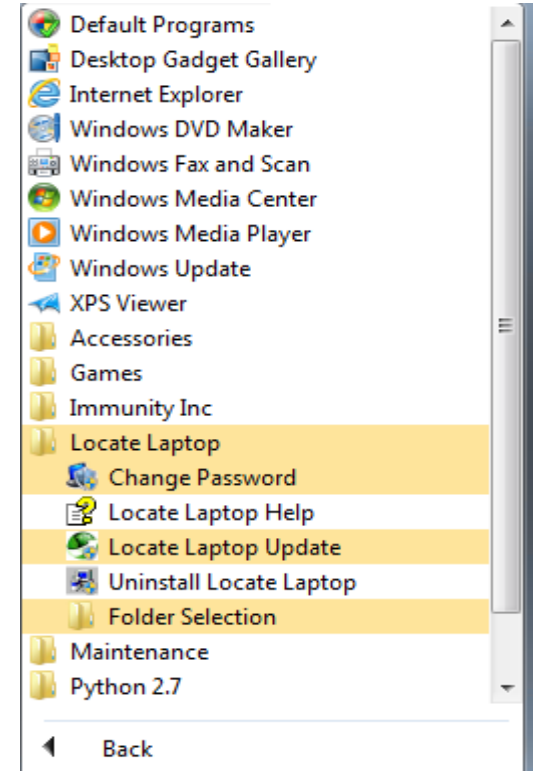 Default Programs
Desktop Gadget Gallery
Internet Explorer
Windows DVD Maker
Windows Fax and Scan
Windows Media Center
Windows Media Player
Windows Update
XPS Viewer
Accessories
Games
Immunity Inc
Locate Laptop
Change Password
Locate Laptop Help
Locate Laptop Update
Uninstall Locate Laptop
Folder Selection
Maintenance
Python 2.7
Back